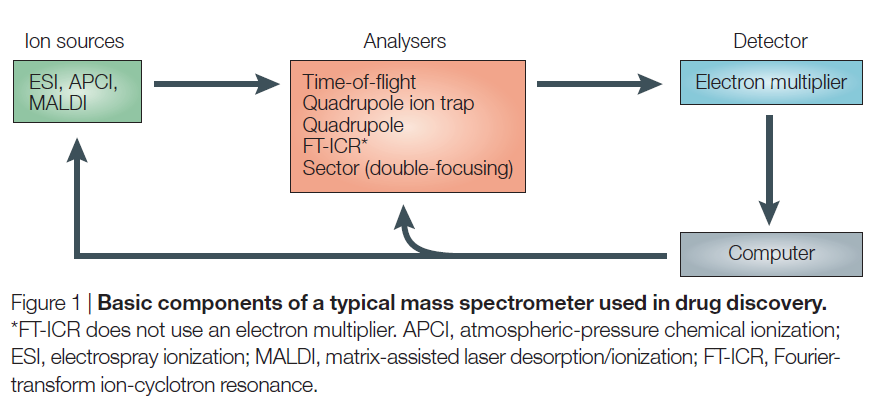 Ion sources
Analysers
Detector
ESI, APCI,
MALDI
Time-of-flight
Quadrupole ion trap
Quadrupole
FT-ICR*
Sector (double-focusing)
Electron multiplier
Computer
Figure 1 | Basic components of a typical mass spectrometer used in drug discovery.
*FT-ICR does not use an electron multiplier. APCI, atmospheric-pressure chemical ionization;
ESI, electrospray ionization; MALDI, matrix-assisted laser desorption/ionization; FT-ICR, Fourier-
transform ion-cyclotron resonance.